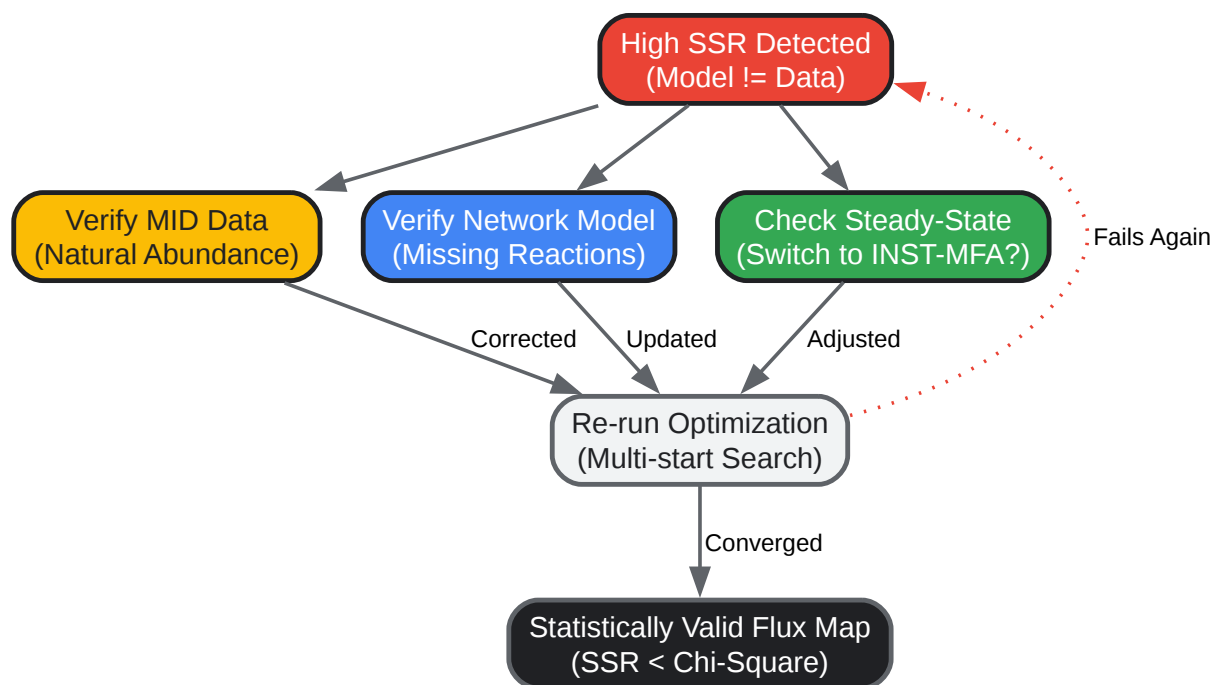 High SSR Detected
(Model != Data)
Verify MID Data
(Natural Abundance)
Verify Network Model
(Missing Reactions)
Check Steady-State
(Switch to INST-MFA?)
Fails Again
Corrected
Updated
Adjusted
Re-run Optimization
(Multi-start Search)
Converged
Statistically Valid Flux Map
(SSR < Chi-Square)